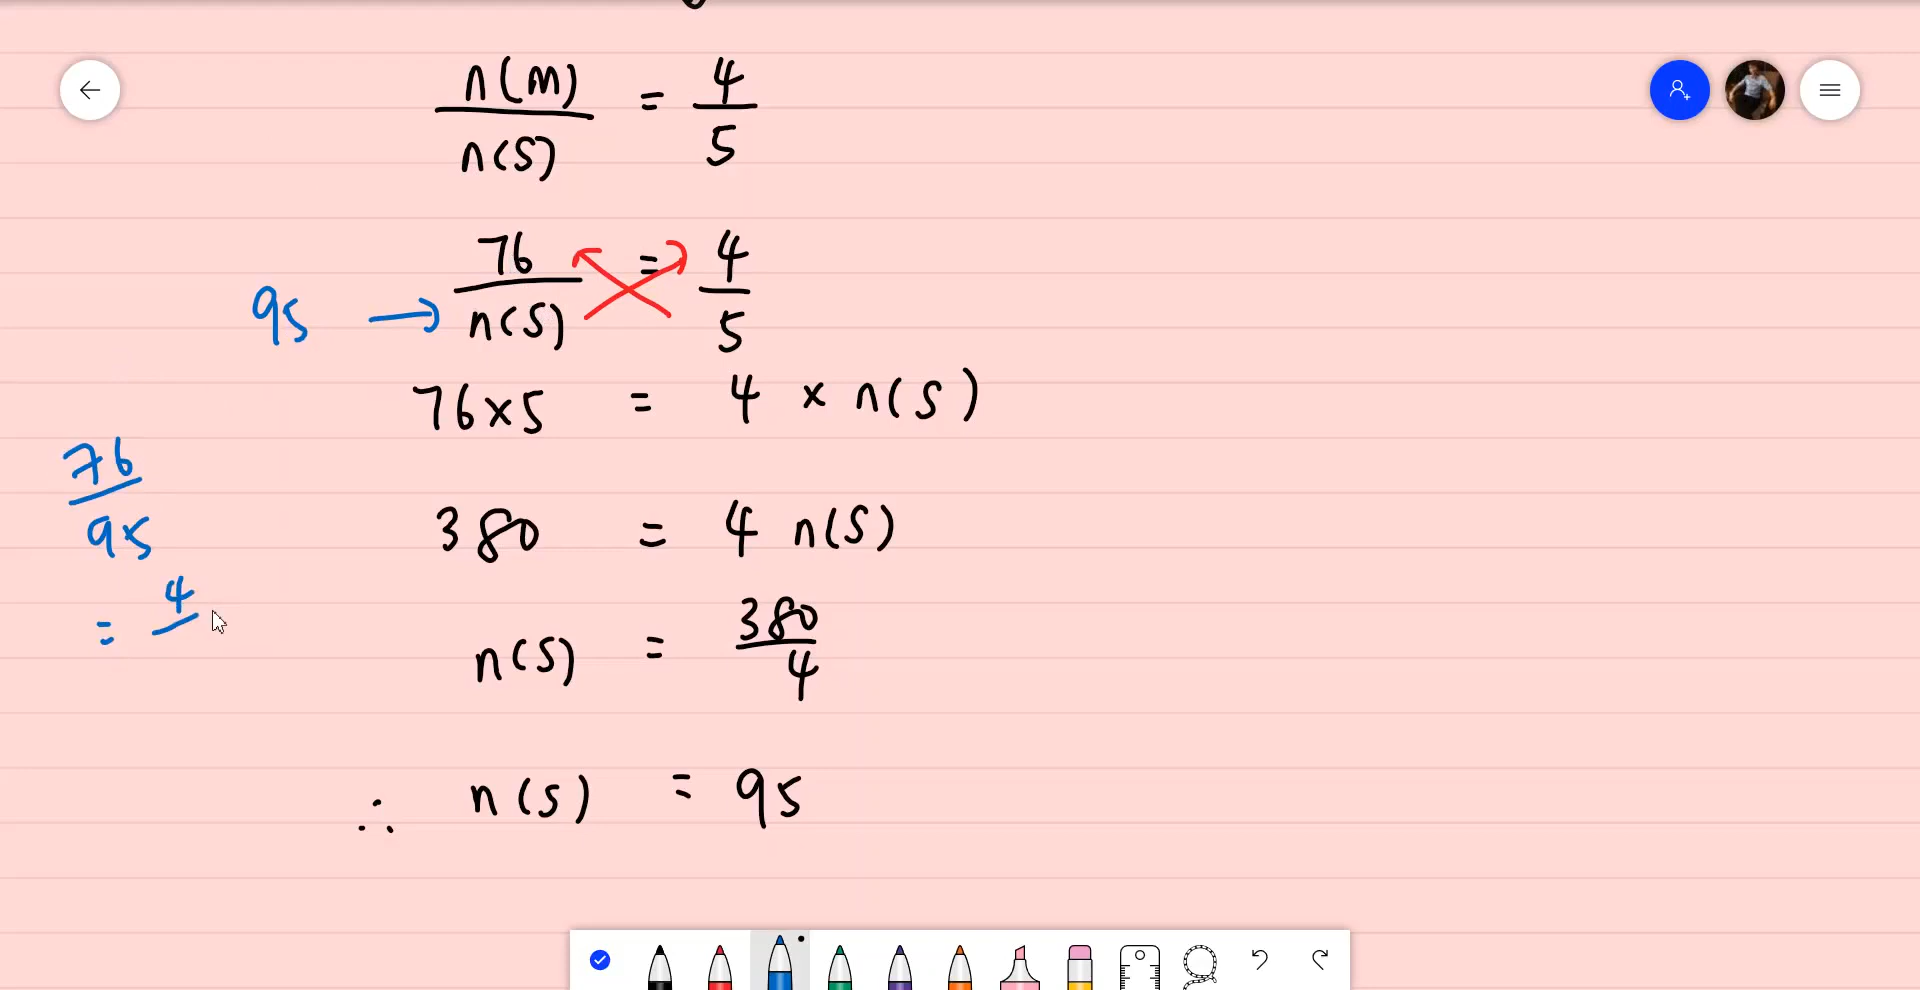 n(M) = 4
n(S) 5
76 = 4
95 → n(S) 5
76×5 = 4 × n(S)
76
95
380 = 4 n(S)
= 4
n(S) = 380
4
∴ n(S) = 95